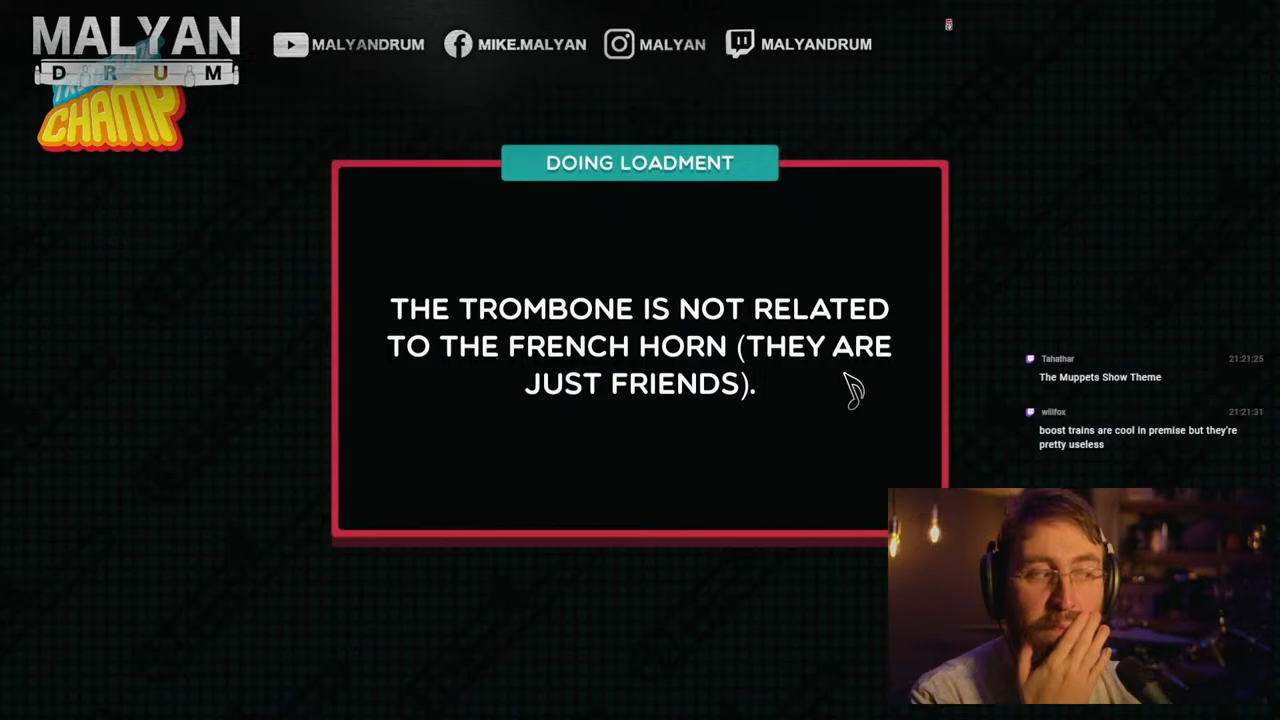 MALYAN
DRUM
CHAMP
MALYANDRUM
MIKE.MALYAN
MALYAN
MALYANDRUM
DOING LOADMENT
THE TROMBONE IS NOT RELATED
TO THE FRENCH HORN (THEY ARE
JUST FRIENDS).
Tahathar 21:21:25
The Muppets Show Theme
willfox 21:21:31
boost trains are cool in premise but they're
pretty useless